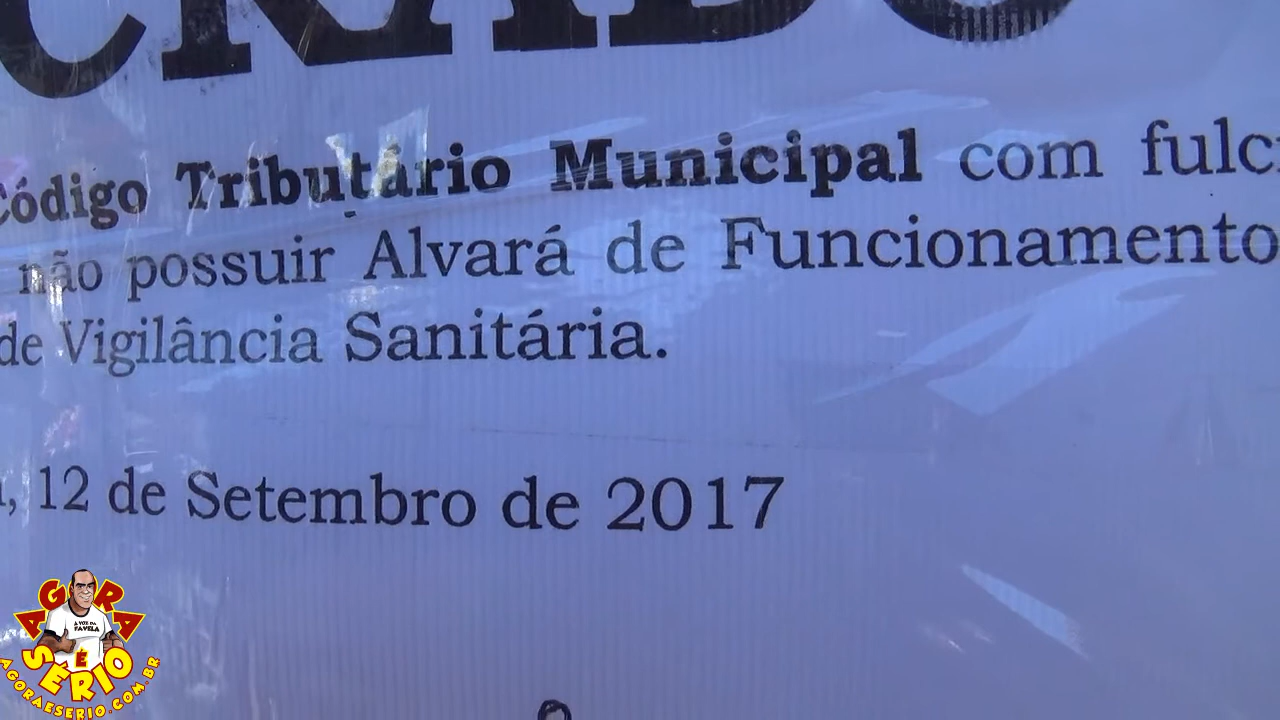 Código Tributário Municipal com fulc
não possuir Alvará de Funcionamento
de Vigilância Sanitária.
, 12 de Setembro de 2017
AGORA
A VOZ DA
FAVELA
É
SERIO
AGORAESERIO.COM.BR